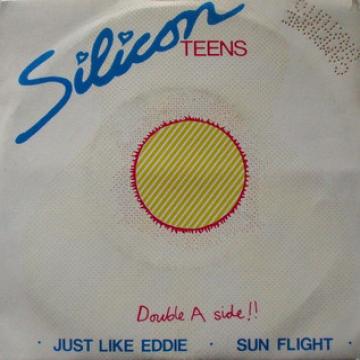 Silicon
TEENS
Double A side!!
· JUST LIKE EDDIE · SUN FLIGHT ·